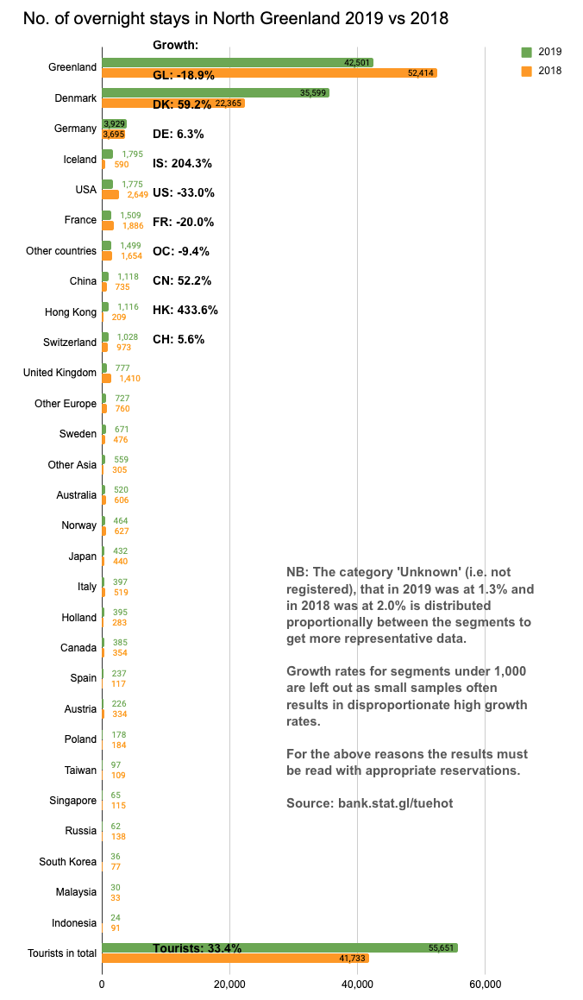 No. of overnight stays in North Greenland 2019 vs 2018
Growth:
2019
2018
Greenland
42,501
52,414
GL: -18.9%
Denmark
35,599
22,365
DK: 59.2%
Germany
3,929
3,695
DE: 6.3%
Iceland
1,795
590
IS: 204.3%
USA
1,775
2,649
US: -33.0%
France
1,509
1,886
FR: -20.0%
Other countries
1,499
1,654
OC: -9.4%
China
1,118
735
CN: 52.2%
Hong Kong
1,116
209
HK: 433.6%
Switzerland
1,028
973
CH: 5.6%
United Kingdom
777
1,410
Other Europe
727
760
Sweden
671
476
Other Asia
559
305
Australia
520
606
Norway
464
627
Japan
432
440
Italy
397
519
Holland
395
283
Canada
385
354
Spain
237
117
Austria
226
334
Poland
178
184
Taiwan
97
109
Singapore
65
115
Russia
62
138
South Korea
36
77
Malaysia
30
33
Indonesia
24
91
Tourists in total
Tourists: 33.4%
55,651
41,733
0
20,000
40,000
60,000
NB: The category 'Unknown' (i.e. not
registered), that in 2019 was at 1.3% and
in 2018 was at 2.0% is distributed
proportionally between the segments to
get more representative data.
Growth rates for segments under 1,000
are left out as small samples often
results in disproportionate high growth
rates.
For the above reasons the results must
be read with appropriate reservations.
Source: bank.stat.gl/tuehot